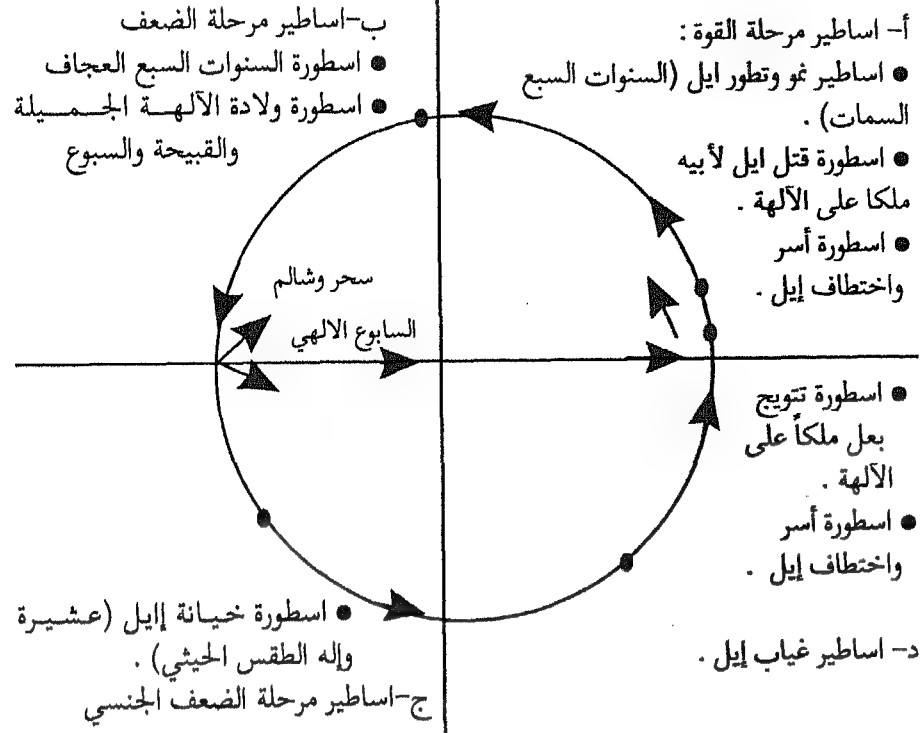 أ– اساطير مرحلة القوة :
● اساطير نمو وتطور ايل (السنوات السبع
السمات) .
● اسطورة قتل ايل لأبيه
ملكا على الآلهة .
● اسطورة أسر
واختطاف إيل .
ب–اساطير مرحلة الضعف
● اسطورة السنوات السبع العجاف
● اسطورة ولادة الآلهـة الجـميلة
والقبيحة والسبوع
سحر وشالم
السابوع الالهي
● اسطورة تتويج
بعل ملكاً على
الآلهة .
● اسطورة أسر
واختطاف إيل .
د– اساطير غياب إيل .
● اسطورة خيانة إايل (عشيرة
وإله الطقس الحيثي) .
ج–اساطير مرحلة الضعف الجنسي